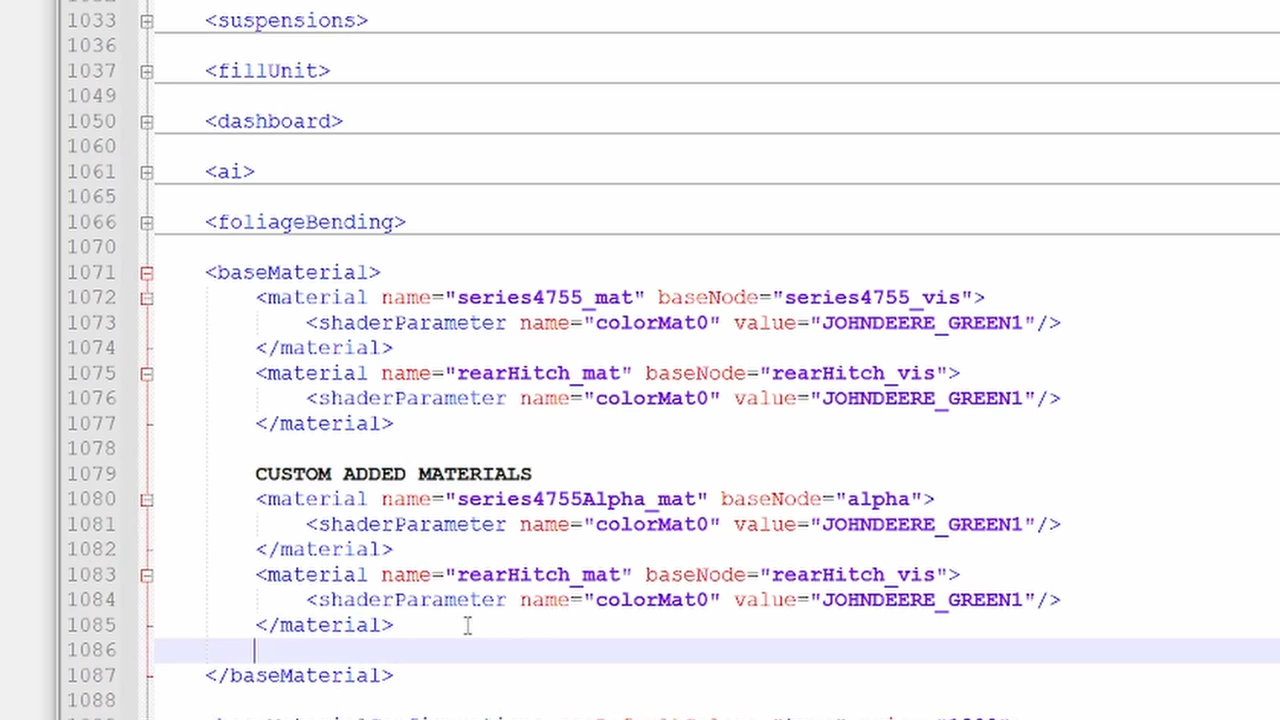 1033 <suspensions>
1036
1037 <fillUnit>
1049
1050 <dashboard>
1060
1061 <ai>
1065
1066 <foliageBending>
1070
1071 <baseMaterial>
1072 <material name="series4755_mat" baseNode="series4755_vis">
1073 <shaderParameter name="colorMat0" value="JOHNDEERE_GREEN1"/>
1074 </material>
1075 <material name="rearHitch_mat" baseNode="rearHitch_vis">
1076 <shaderParameter name="colorMat0" value="JOHNDEERE_GREEN1"/>
1077 </material>
1078
1079 CUSTOM ADDED MATERIALS
1080 <material name="series4755Alpha_mat" baseNode="alpha">
1081 <shaderParameter name="colorMat0" value="JOHNDEERE_GREEN1"/>
1082 </material>
1083 <material name="rearHitch_mat" baseNode="rearHitch_vis">
1084 <shaderParameter name="colorMat0" value="JOHNDEERE_GREEN1"/>
1085 </material>
1086
1087 </baseMaterial>
1088